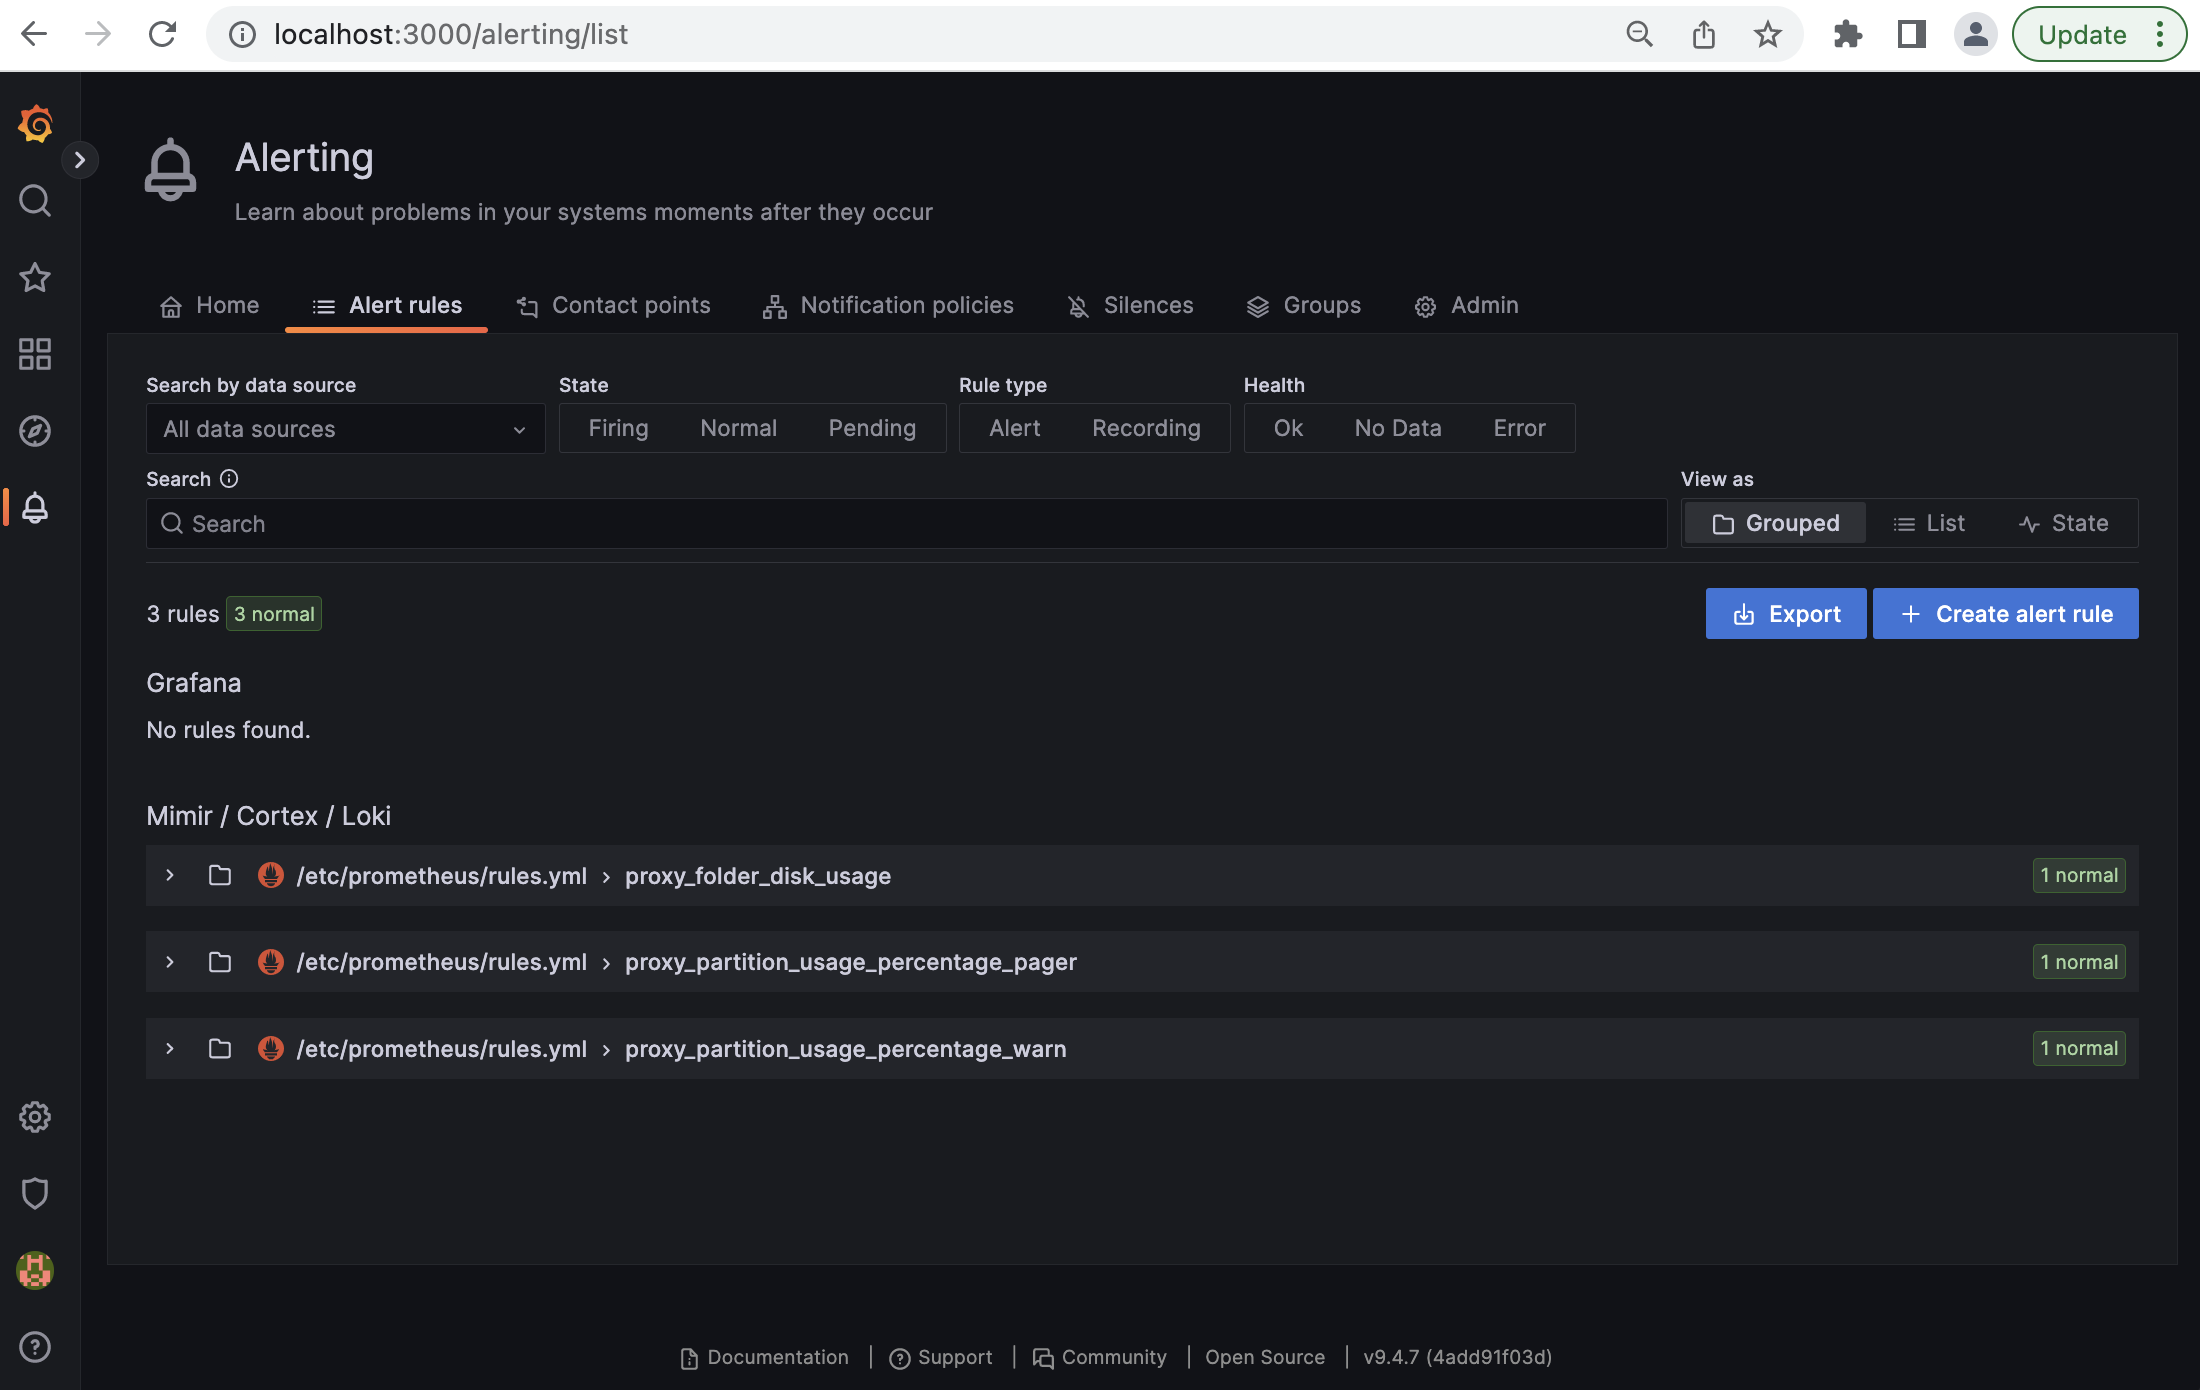 localhost:3000/alerting/list
Update
Alerting
Learn about problems in your systems moments after they occur
Home Alert rules Contact points Notification policies Silences Groups Admin
Search by data source State Rule type Health
All data sources Firing Normal Pending Alert Recording Ok No Data Error
Search View as
Search Grouped List State
3 rules 3 normal Export + Create alert rule
Grafana
No rules found.
Mimir / Cortex / Loki
/etc/prometheus/rules.yml > proxy_folder_disk_usage 1 normal
/etc/prometheus/rules.yml > proxy_partition_usage_percentage_pager 1 normal
/etc/prometheus/rules.yml > proxy_partition_usage_percentage_warn 1 normal
Documentation | Support | Community | Open Source | v9.4.7 (4add91f03d)